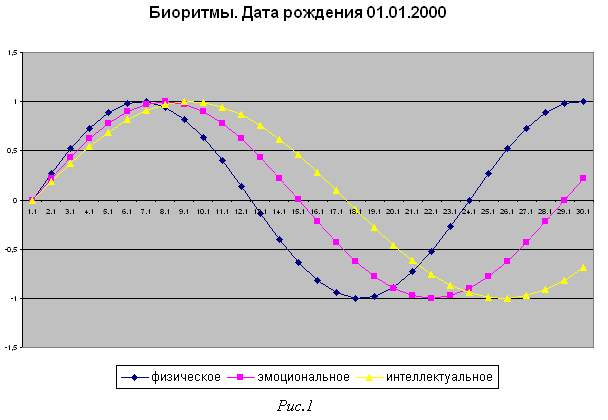 Биоритмы. Дата рождения 01.01.2000
1,5
1
0,5
0
1.1 2.1 3.1 4.1 5.1 6.1 7.1 8.1 9.1 10.1 11.1 12.1 13.1 14.1 15.1 16.1 17.1 18.1 19.1 20.1 21.1 22.1 23.1 24.1 25.1 26.1 27.1 28.1 29.1 30.1
-0,5
-1
-1,5
физическое эмоциональное интеллектуальное
Рис.1